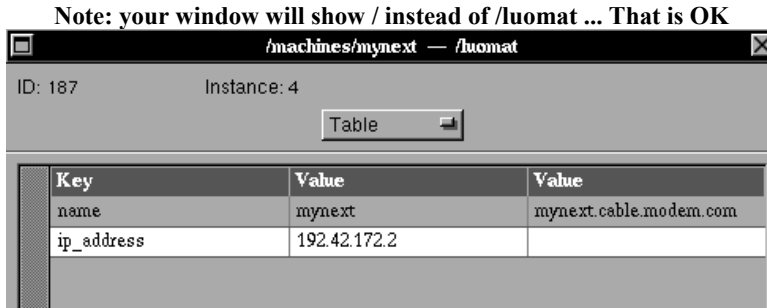 Note: your window will show / instead of /luomat ... That is OK
/machines/mynext — /luomat
ID: 187 Instance: 4
Table
Key Value Value
name mynext mynext.cable.modem.com
ip_address 192.42.172.2